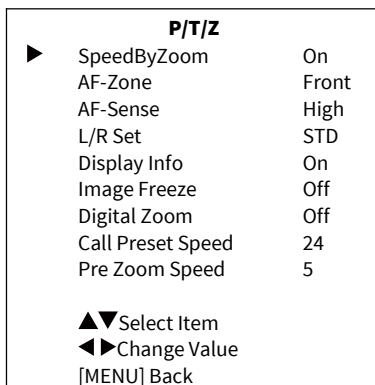 P/T/Z
▶ SpeedByZoom On
AF-Zone Front
AF-Sense High
L/R Set STD
Display Info On
Image Freeze Off
Digital Zoom Off
Call Preset Speed 24
Pre Zoom Speed 5
▲▼Select Item
◀▶Change Value
[MENU] Back